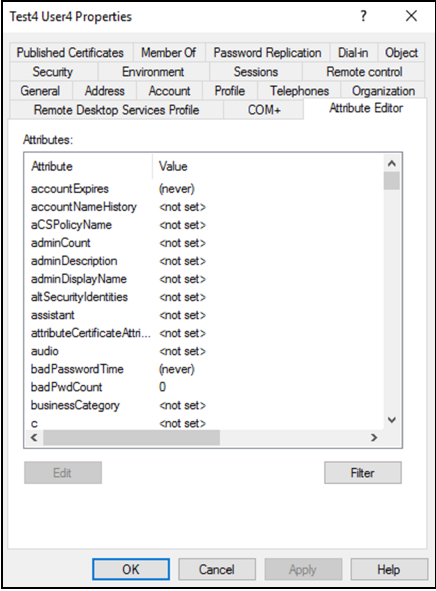 Test4 User4 Properties ? ×
Published Certificates Member Of Password Replication Dial-in Object
Security Environment Sessions Remote control
General Address Account Profile Telephones Organization
Remote Desktop Services Profile COM+ Attribute Editor
Attributes:
Attribute Value
accountExpires (never)
accountNameHistory <not set>
aCSPolicyName <not set>
adminCount <not set>
adminDescription <not set>
adminDisplayName <not set>
altSecurityIdentities <not set>
assistant <not set>
attributeCertificateAttri... <not set>
audio <not set>
badPasswordTime (never)
badPwdCount 0
businessCategory <not set>
c <not set>
Edit Filter
OK Cancel Apply Help